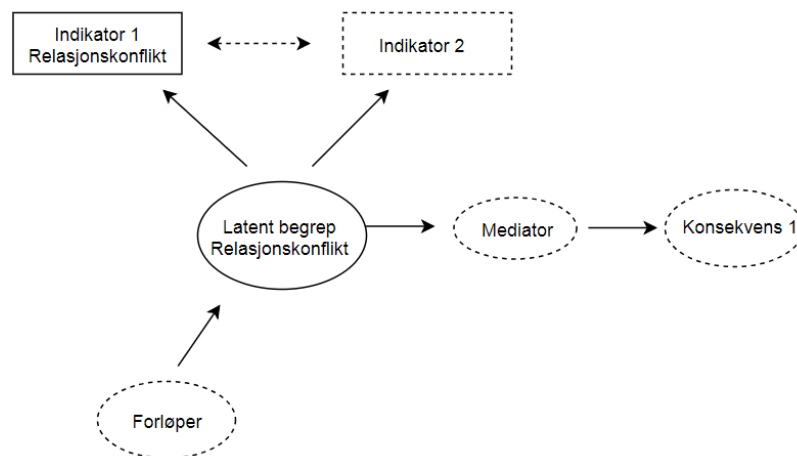 Indikator 1
Relasjonskonflikt
Indikator 2
Latent begrep
Relasjonskonflikt
Mediator
Konsekvens 1
Forløper